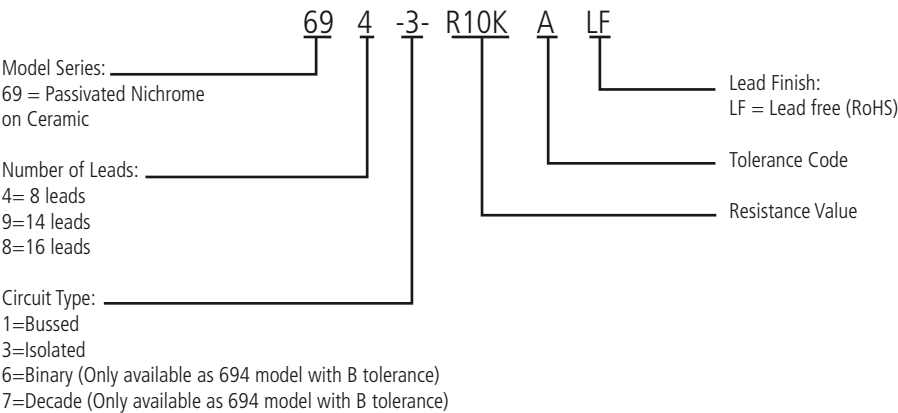 69 4 -3- R10K A LF
Model Series:
69 = Passivated Nichrome
on Ceramic
Number of Leads:
4= 8 leads
9=14 leads
8=16 leads
Circuit Type:
1=Bussed
3=Isolated
6=Binary (Only available as 694 model with B tolerance)
7=Decade (Only available as 694 model with B tolerance)
Lead Finish:
LF = Lead free (RoHS)
Tolerance Code
Resistance Value